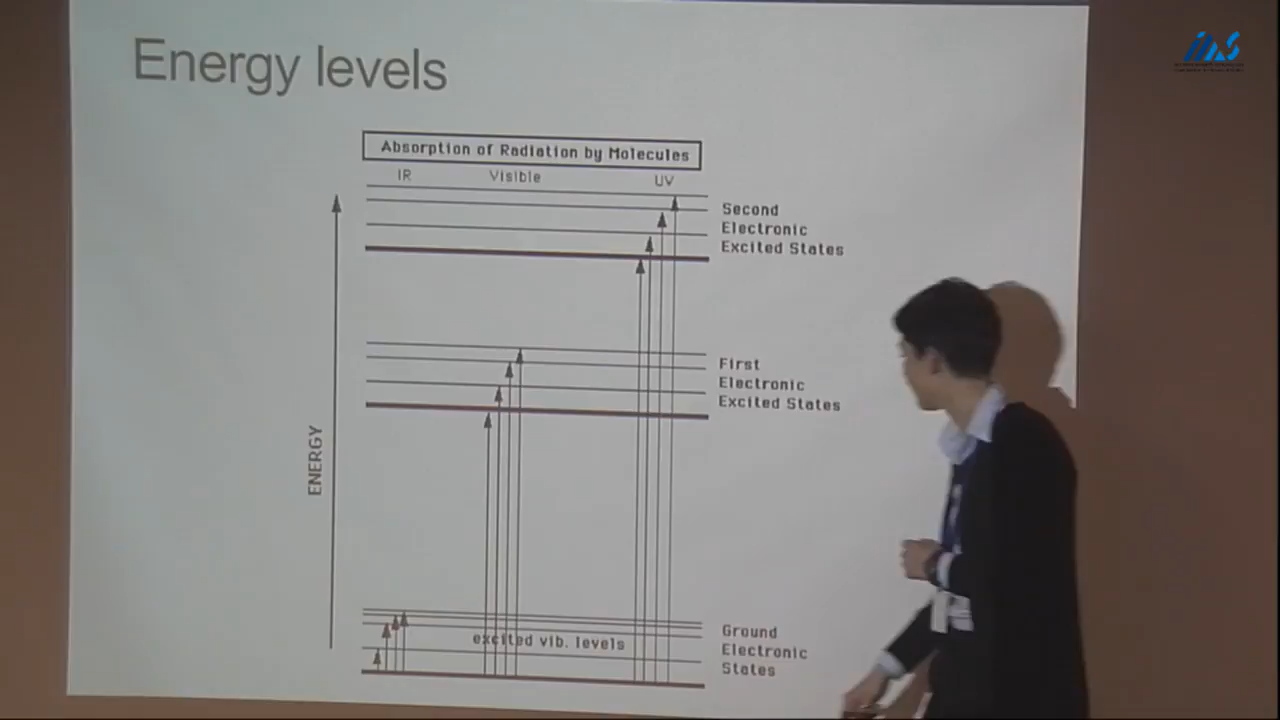 Energy levels
Absorption of Radiation by Molecules
IR Visible UV
Second
Electronic
Excited States
First
Electronic
Excited States
ENERGY
excited vib. levels
Ground
Electronic
States